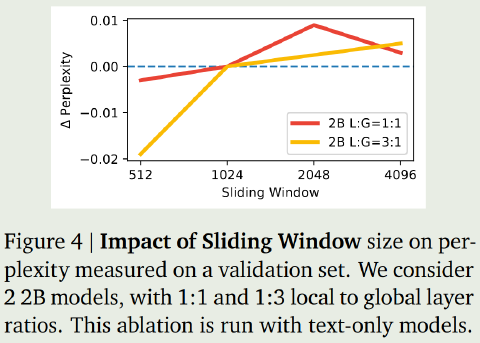 0.01
0.00
−0.01
−0.02
Δ Perplexity
2B L:G=1:1
2B L:G=3:1
512 1024 2048 4096
Sliding Window
Figure 4 | Impact of Sliding Window size on per-
plexity measured on a validation set. We consider
2 2B models, with 1:1 and 1:3 local to global layer
ratios. This ablation is run with text-only models.